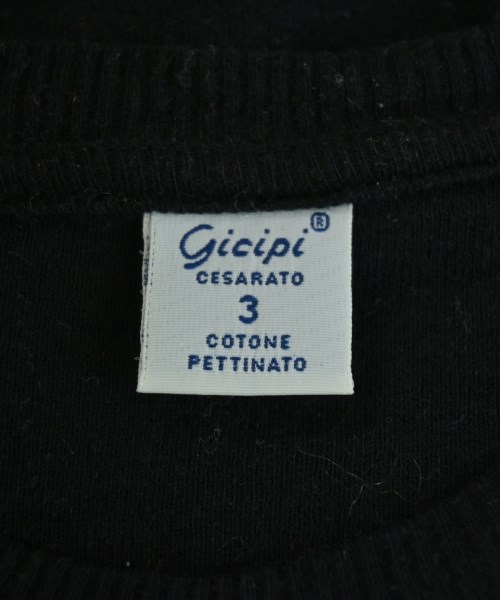 Gicipi®
CESARATO
3
COTONE
PETTINATO